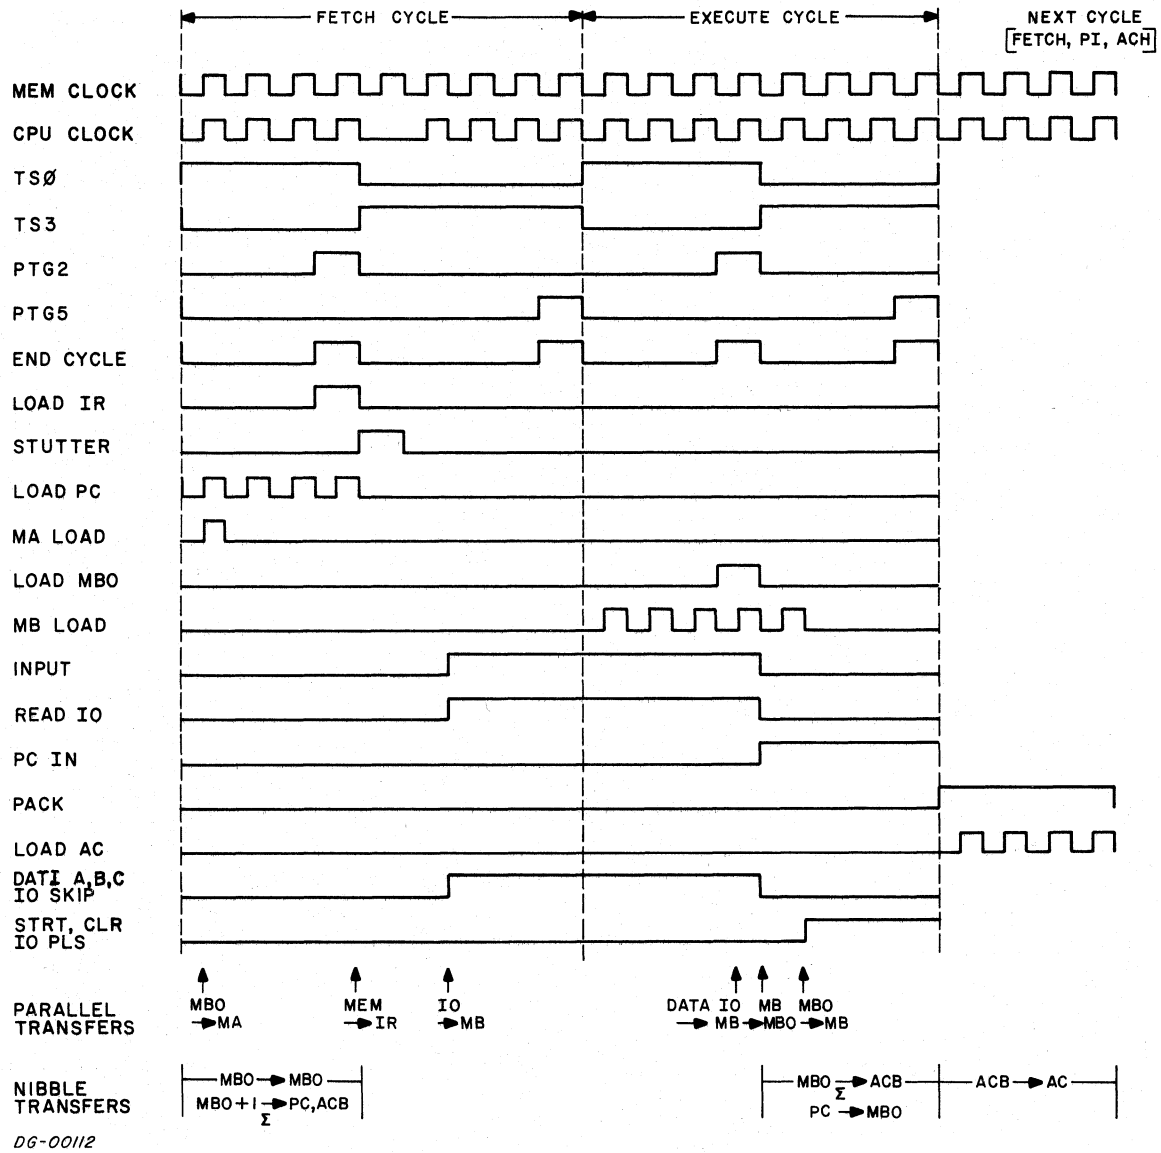 FETCH CYCLE
EXECUTE CYCLE
NEXT CYCLE
[FETCH, PI, ACH]
MEM CLOCK
CPU CLOCK
TSØ
TS3
PTG2
PTG5
END CYCLE
LOAD IR
STUTTER
LOAD PC
MA LOAD
LOAD MBO
MB LOAD
INPUT
READ IO
PC IN
PACK
LOAD AC
DATI A,B,C
IO SKIP
STRT, CLR
IO PLS
PARALLEL
TRANSFERS
MBO
→MA
MEM
→IR
IO
→MB
DATA IO MB MBO
→ MB→MBO→MB
NIBBLE
TRANSFERS
MBO→MBO
MBO+1→PC,ACB
Σ
MBO→ACB
Σ
PC→MBO
ACB→AC
DG-00112